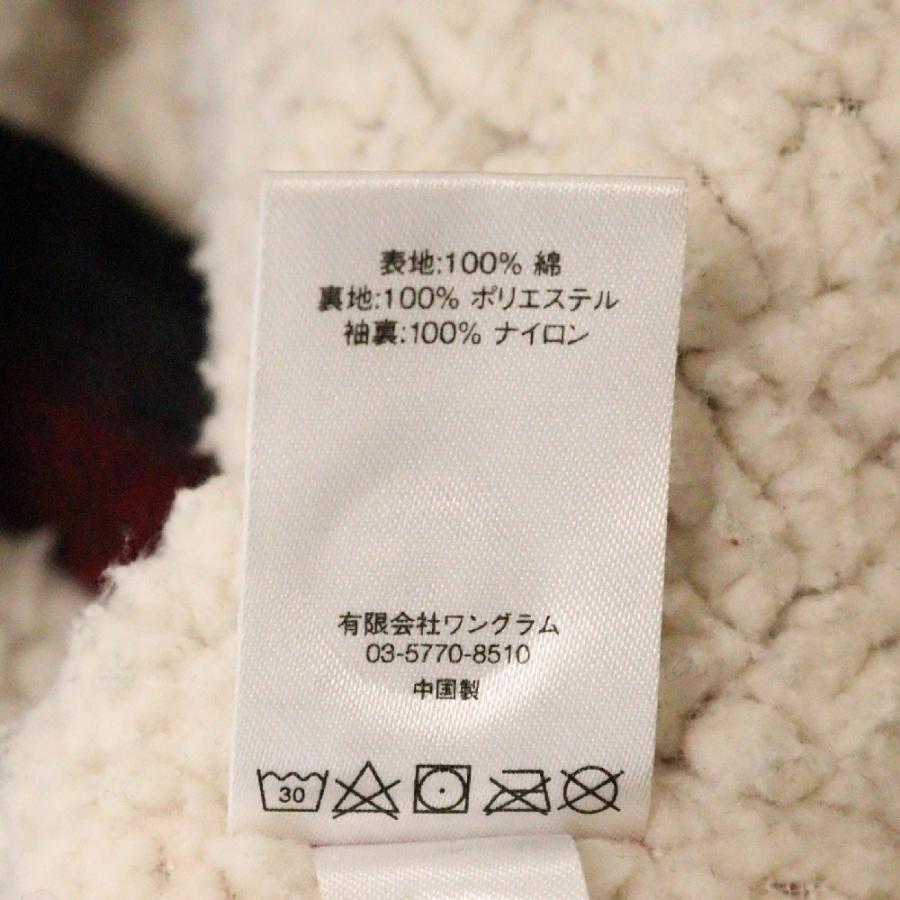 表地:100% 綿
裏地:100% ポリエステル
袖裏:100% ナイロン
有限会社ワングラム
03-5770-8510
中国製
30